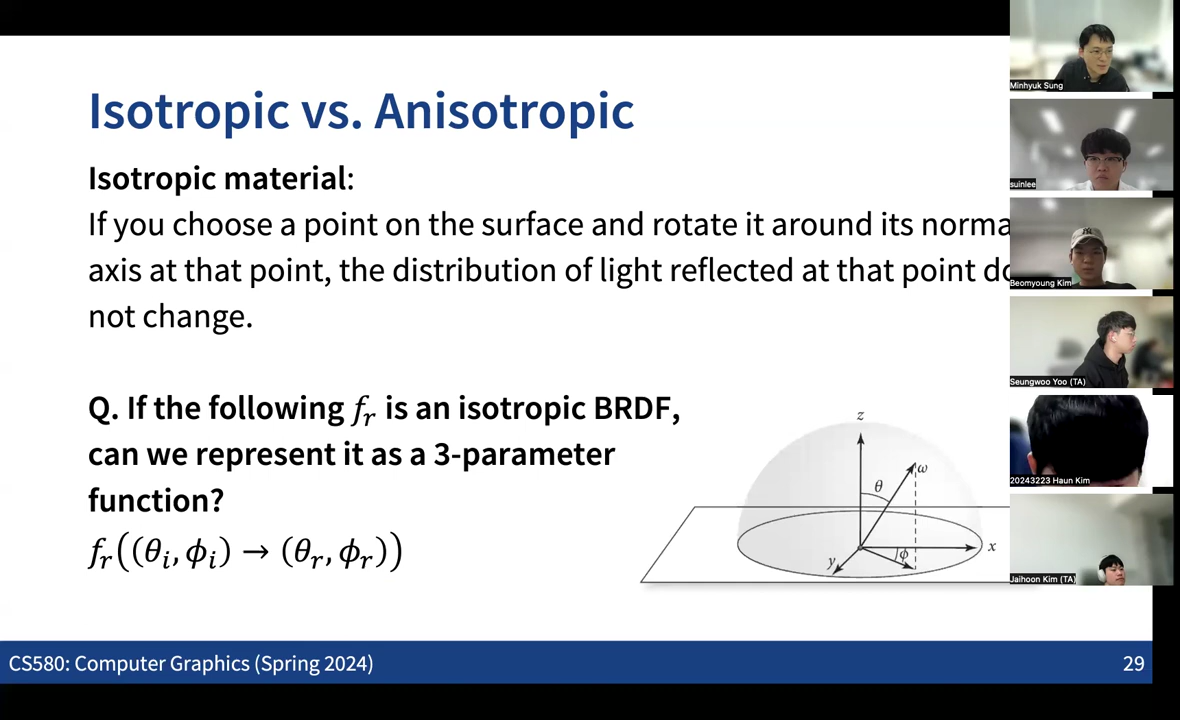 Isotropic vs. Anisotropic
Isotropic material:
If you choose a point on the surface and rotate it around its norma
axis at that point, the distribution of light reflected at that point do
not change.
Q. If the following fᵣ is an isotropic BRDF,
can we represent it as a 3-parameter
function?
fᵣ((θᵢ, ϕᵢ) → (θᵣ, ϕᵣ))
z
ω
θ
x
ϕ
y
CS580: Computer Graphics (Spring 2024)
29
Minhyuk Sung
suinlee
Beomyoung Kim
Seungwoo Yoo (TA)
20243223 Haun Kim
Jaihoon Kim (TA)